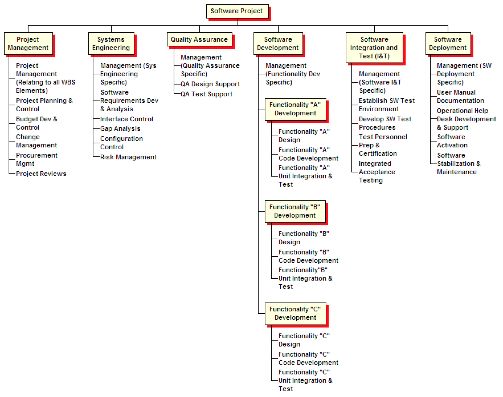 Software Project
Project
Management
Project
Management
(Relating to all WBS
Elements)
Project Planning &
Control
Budget Dev &
Control
Change
Management
Procurement
Mgmt
Project Reviews
Systems
Engineering
Management (Sys
Engineering
Specific)
Software
Requirements Dev
& Analysis
Interface Control
Gap Analysis
Configuration
Control
Risk Management
Quality Assurance
Management
(Quality Assurance
Specific)
QA Design Support
QA Test Support
Software
Development
Management
(Functionality Dev
Specific)
Functionality "A"
Development
Functionality "A"
Design
Functionality "A"
Code Development
Functionality "A"
Unit Integration &
Test
Functionality "B"
Development
Functionality "B"
Design
Functionality "B"
Code Development
Functionality"B"
Unit Integration &
Test
Functionality "C"
Development
Functionality "C"
Design
Functionality "C"
Code Development
Functionality "C"
Unit Integration &
Test
Software
Integration and
Test (I&T)
Management
(Software I&I
Specific)
Establish SW Test
Environment
Develop SW Test
Procedures
Test Personnel
Prep &
Certification
Integrated
Acceptance
Testing
Software
Deployment
Management (SW
Deployment
Specific)
User Manual
Documentation
Operational Help
Desk Development
& Support
Software
Activation
Software
Stabilization &
Maintenance